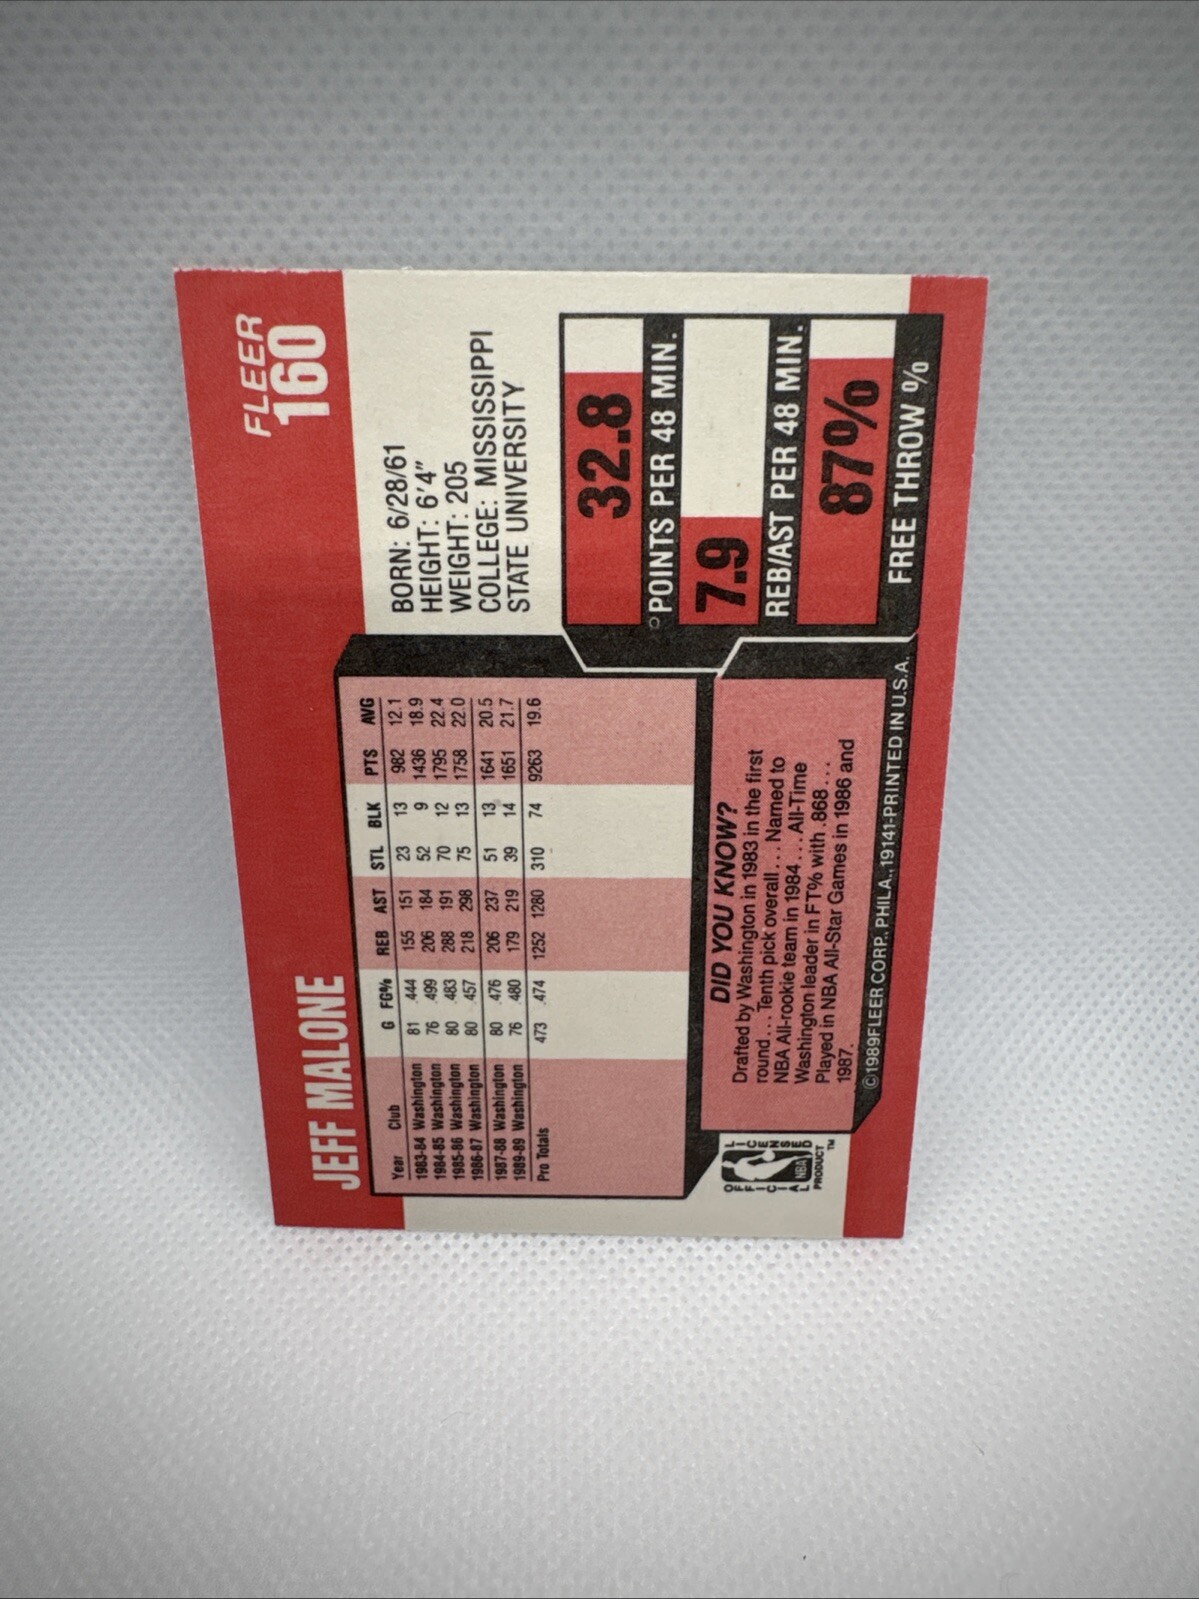 FLEER
160
JEFF MALONE
BORN: 6/28/61
HEIGHT: 6'4"
WEIGHT: 205
COLLEGE: MISSISSIPPI
STATE UNIVERSITY
Year Club G FG% REB AST STL BLK PTS AVG
1983-84 Washington 81 .444 155 151 23 13 982 12.1
1984-85 Washington 76 .499 206 184 52 9 1436 18.9
1985-86 Washington 80 .483 288 191 70 12 1795 22.4
1986-87 Washington 80 .457 218 298 75 13 1758 22.0
1987-88 Washington 80 .476 206 237 51 13 1641 20.5
1989-89 Washington 76 .480 179 219 39 14 1651 21.7
Pro Totals 473 .474 1252 1280 310 74 9263 19.6
32.8
POINTS PER 48 MIN.
7.9
REB/AST PER 48 MIN.
87%
FREE THROW %
DID YOU KNOW?
Drafted by Washington in 1983 in the first
round... Tenth pick overall... Named to
NBA All-rookie team in 1984... All-Time
Washington leader in FT% with .868...
Played in NBA All-Star Games in 1986 and
1987.
OFFICIAL LICENSED
NBA
PRODUCT™
©1989FLEER CORP., PHILA., 19141-PRINTED IN U.S.A.